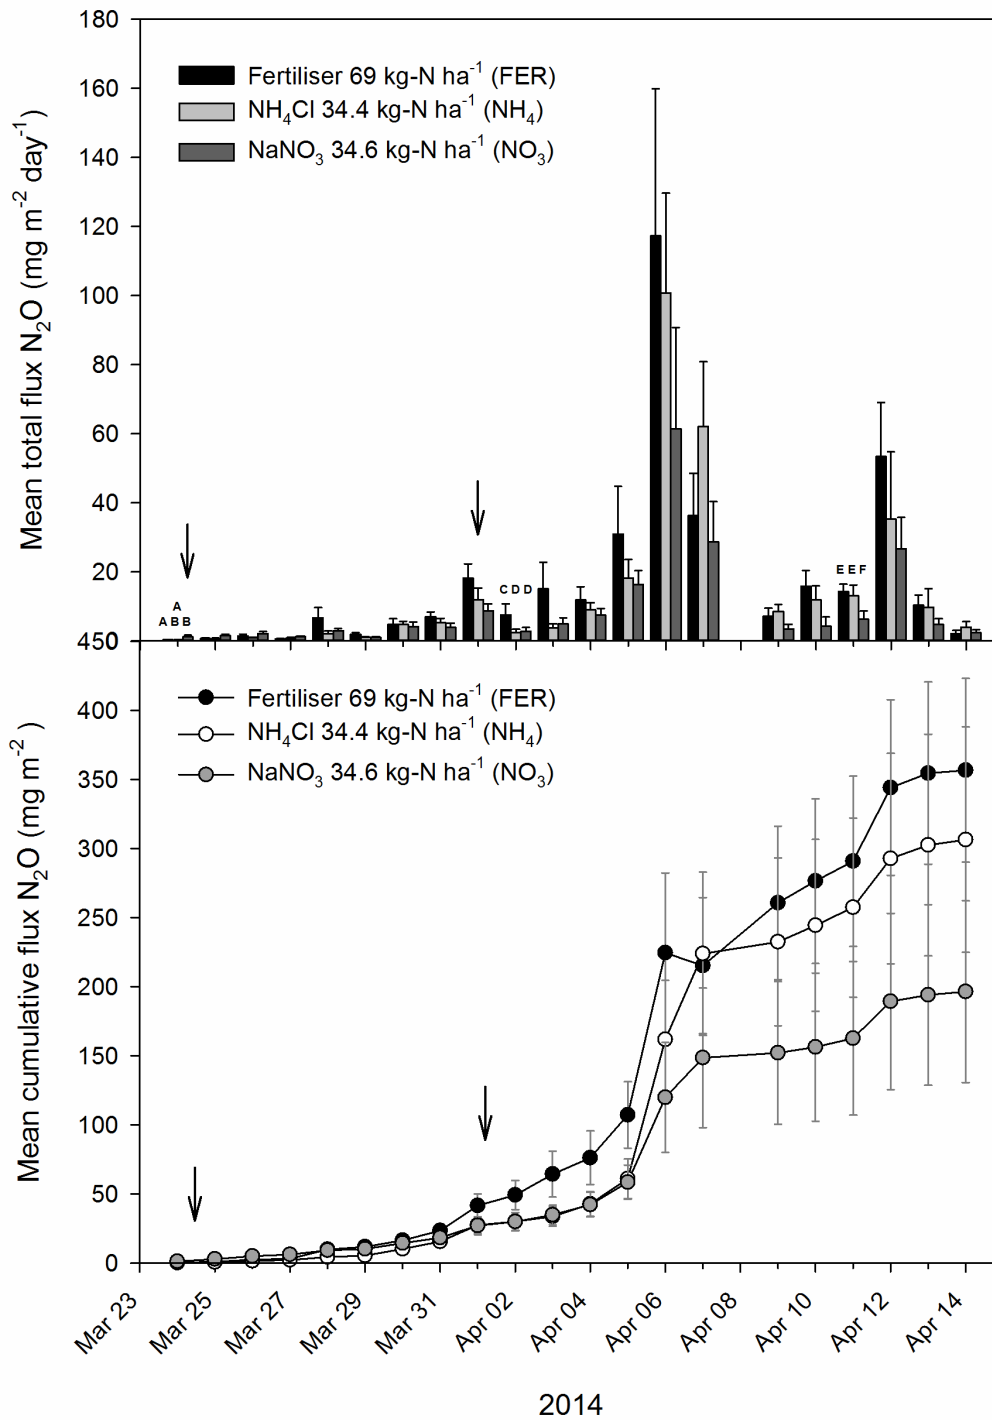 180
160
140
120
100
80
60
40
20
450
Mean total flux N₂O (mg m⁻² day⁻¹)
Fertiliser 69 kg-N ha⁻¹ (FER)
NH₄Cl 34.4 kg-N ha⁻¹ (NH₄)
NaNO₃ 34.6 kg-N ha⁻¹ (NO₃)
A
A B B
C D D
E E F
400
350
300
250
200
150
100
50
0
Mean cumulative flux N₂O (mg m⁻²)
Fertiliser 69 kg-N ha⁻¹ (FER)
NH₄Cl 34.4 kg-N ha⁻¹ (NH₄)
NaNO₃ 34.6 kg-N ha⁻¹ (NO₃)
Mar 23
Mar 25
Mar 27
Mar 29
Mar 31
Apr 02
Apr 04
Apr 06
Apr 08
Apr 10
Apr 12
Apr 14
2014